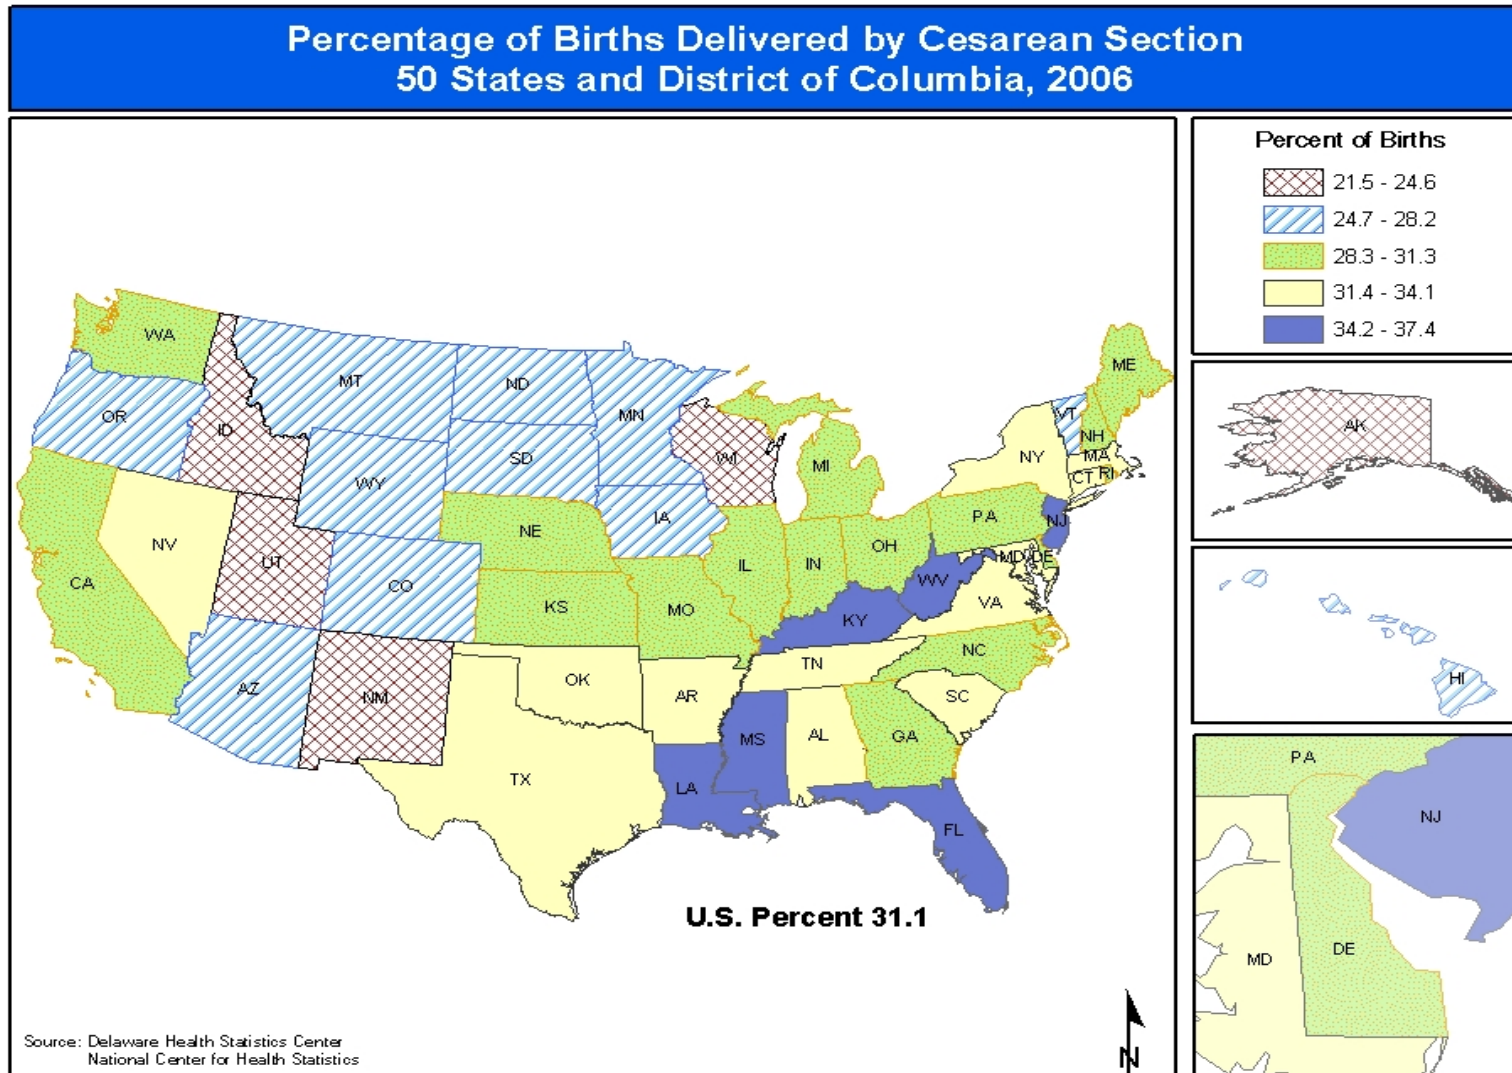 Percentage of Births Delivered by Cesarean Section
50 States and District of Columbia, 2006
Percent of Births
21.5 - 24.6
24.7 - 28.2
28.3 - 31.3
31.4 - 34.1
34.2 - 37.4
WA
MT
ND
MN
OR
ID
WY
SD
WI
MI
ME
VT
NH
NY
MA
CT
RI
IA
NE
PA
NJ
NV
UT
CO
CA
KS
MO
IL
IN
OH
WV
MD
DE
VA
KY
AZ
NM
OK
AR
TN
NC
SC
TX
LA
MS
AL
GA
FL
U.S. Percent 31.1
AK
HI
PA
NJ
MD
DE
Source: Delaware Health Statistics Center
National Center for Health Statistics
N